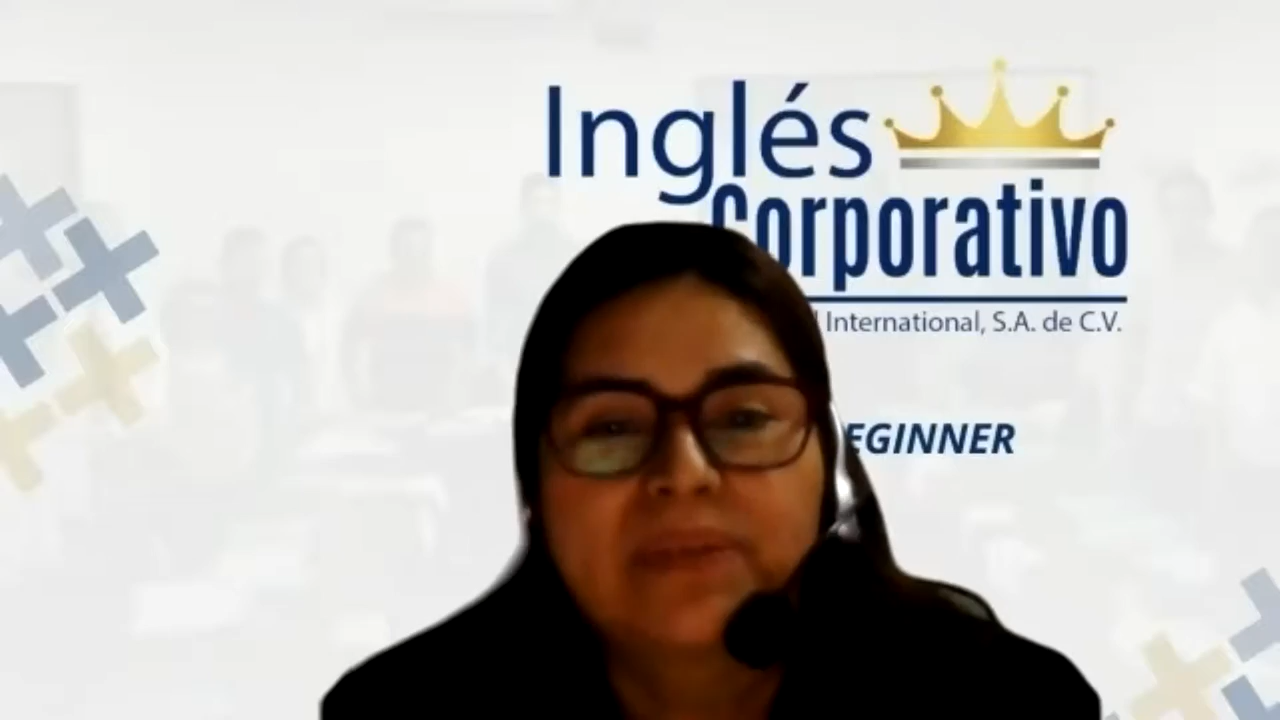 Inglés
Corporativo
International, S.A. de C.V.
EGINNER